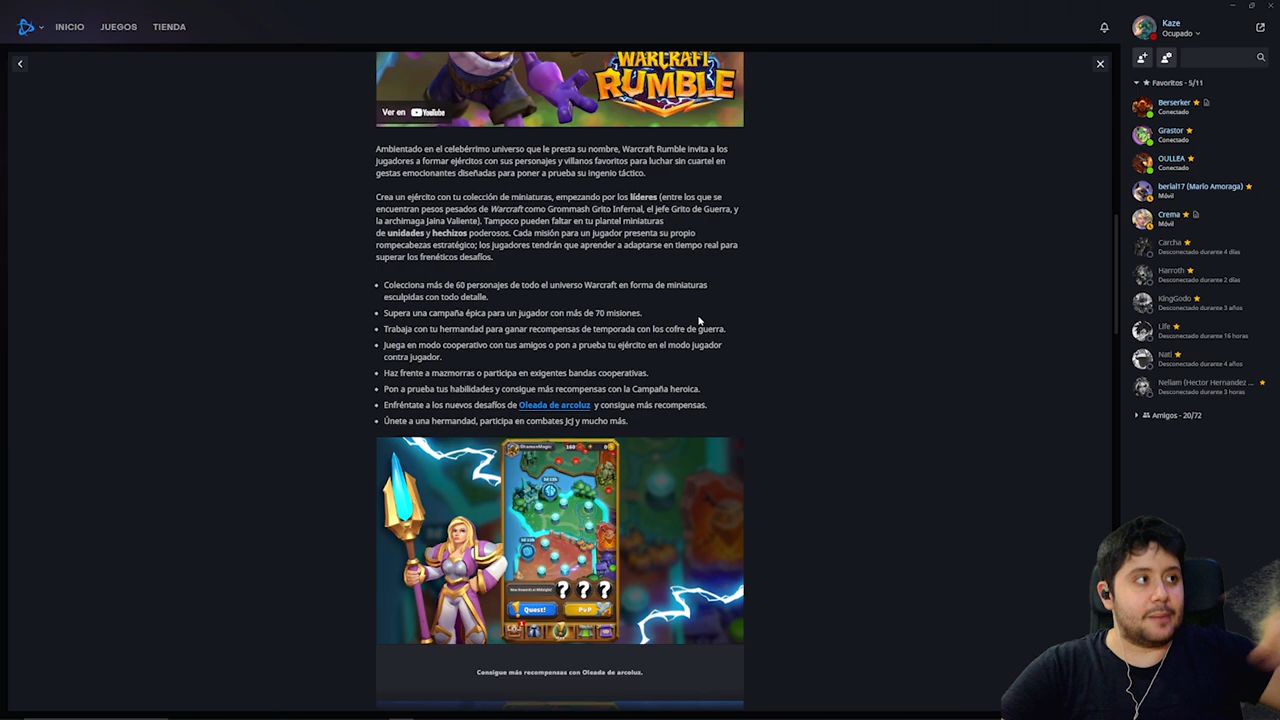 INICIO JUEGOS TIENDA
Kaze
Ocupado
WARCRAFT
RUMBLE
Ver en YouTube
Ambientado en el celebérrimo universo que le presta su nombre, Warcraft Rumble invita a los
jugadores a formar ejércitos con sus personajes y villanos favoritos para luchar sin cuartel en
gestas emocionantes diseñadas para poner a prueba su ingenio táctico.
Crea un ejército con tu colección de miniaturas, empezando por los líderes (entre los que se
encuentran pesos pesados de Warcraft como Grommash Grito Infernal, el jefe Grito de Guerra, y
la archimaga Jaina Valiente). Tampoco pueden faltar en tu plantel miniaturas
de unidades y hechizos poderosos. Cada misión para un jugador presenta su propio
rompecabezas estratégico; los jugadores tendrán que aprender a adaptarse en tiempo real para
superar los frenéticos desafíos.
• Colecciona más de 60 personajes de todo el universo Warcraft en forma de miniaturas
esculpidas con todo detalle.
• Supera una campaña épica para un jugador con más de 70 misiones.
• Trabaja con tu hermandad para ganar recompensas de temporada con los cofre de guerra.
• Juega en modo cooperativo con tus amigos o pon a prueba tu ejército en el modo jugador
contra jugador.
• Haz frente a mazmorras o participa en exigentes bandas cooperativas.
• Pon a prueba tus habilidades y consigue más recompensas con la Campaña heroica.
• Enfréntate a los nuevos desafíos de Oleada de arcoluz y consigue más recompensas.
• Únete a una hermandad, participa en combates JcJ y mucho más.
160
Quest!
PvP
Consigue más recompensas con Oleada de arcoluz.
Favoritos - 5/11
Berserker
Conectado
Grastor
Conectado
OULLEA
Conectado
berial17 (Mario Amoraga)
Móvil
Crema
Móvil
Carcha
Desconectado durante 4 días
Harroth
Desconectado durante 2 días
KingGodo
Desconectado durante 3 años
Life
Desconectado durante 16 horas
Nati
Desconectado durante 4 años
Neliam (Hector Hernandez ...
Desconectado durante 3 horas
Amigos - 20/72